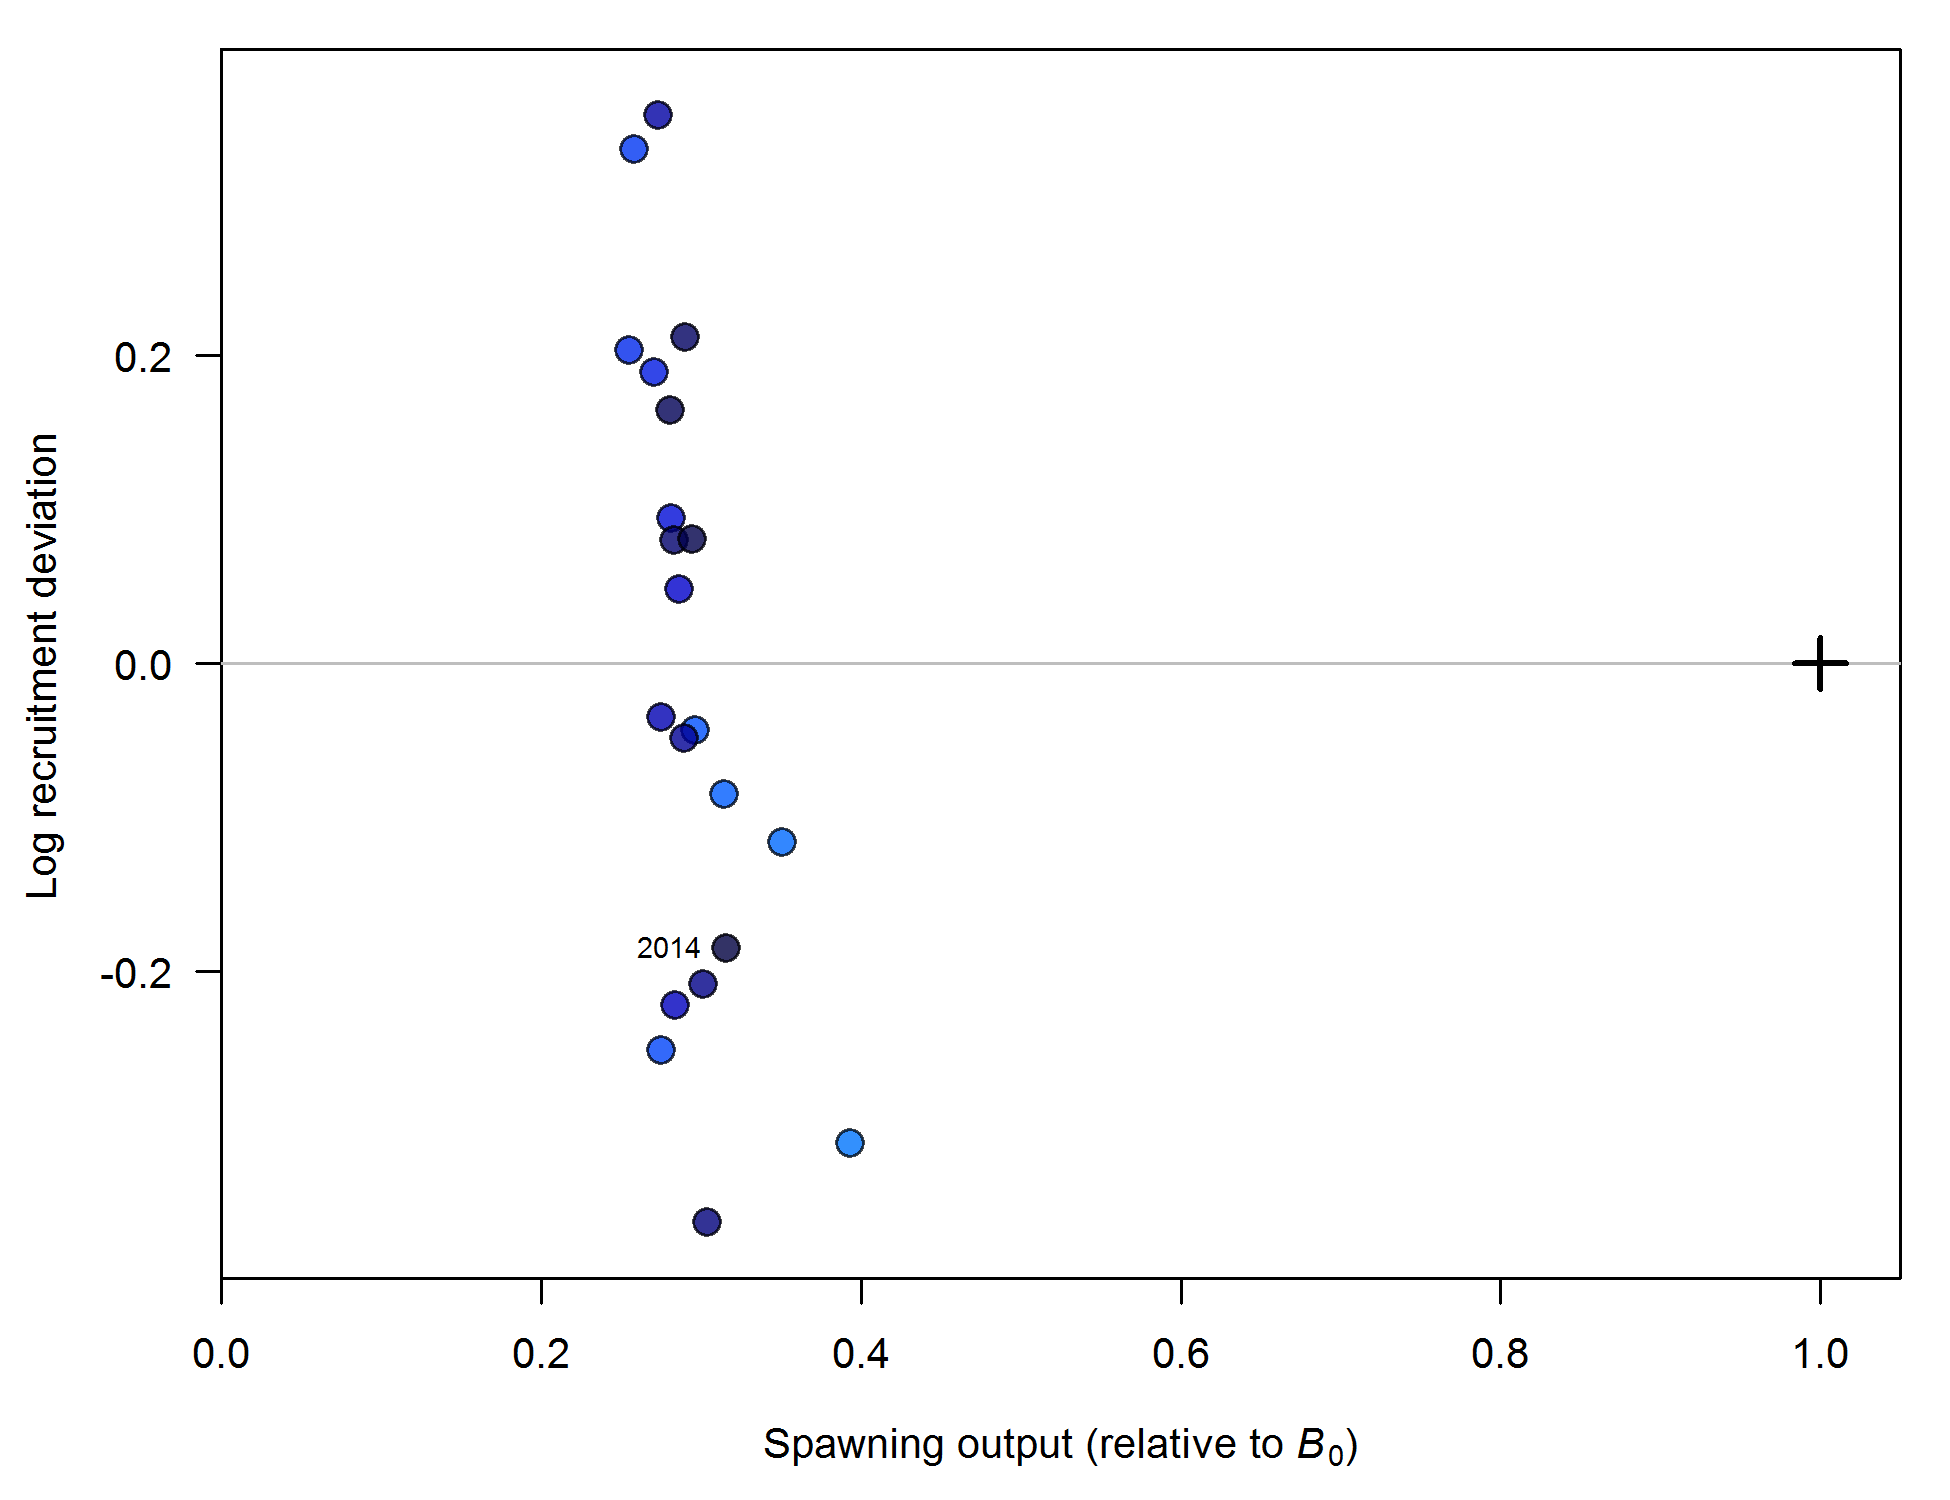 Log recruitment deviation
0.2
0.0
-0.2
2014
0.0 0.2 0.4 0.6 0.8 1.0
Spawning output (relative to B₀)